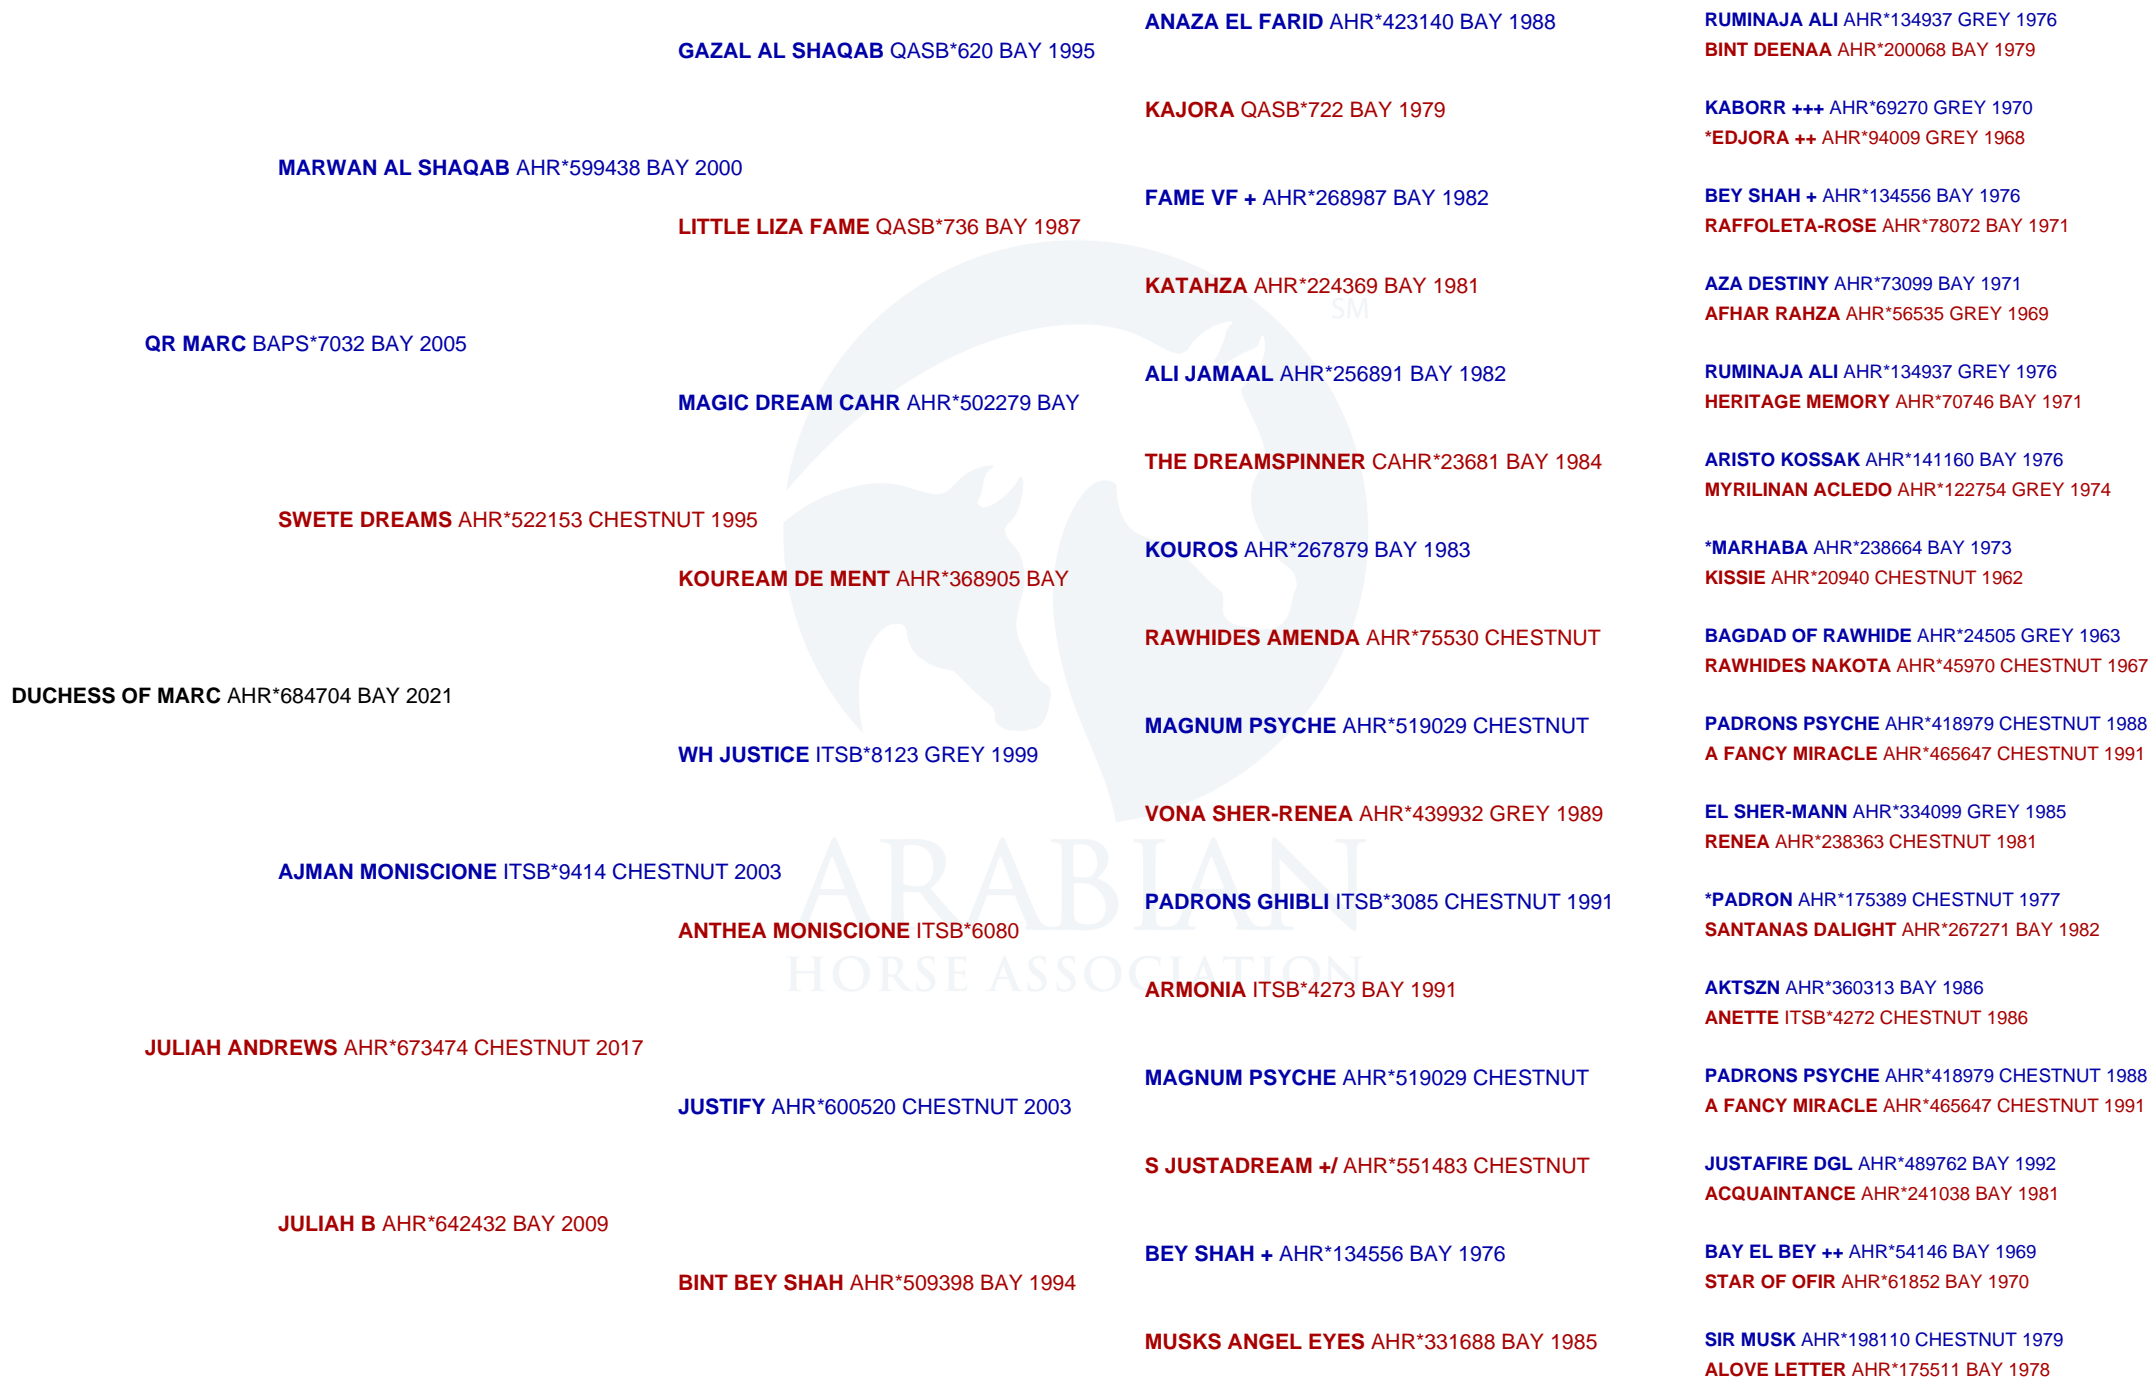 ANAZA EL FARID AHR*423140 BAY 1988
RUMINAJA ALI AHR*134937 GREY 1976
GAZAL AL SHAQAB QASB*620 BAY 1995
BINT DEENAA AHR*200068 BAY 1979
KAJORA QASB*722 BAY 1979
KABORR +++ AHR*69270 GREY 1970
*EDJORA ++ AHR*94009 GREY 1968
MARWAN AL SHAQAB AHR*599438 BAY 2000
FAME VF + AHR*268987 BAY 1982
BEY SHAH + AHR*134556 BAY 1976
LITTLE LIZA FAME QASB*736 BAY 1987
RAFFOLETA-ROSE AHR*78072 BAY 1971
KATAHZA AHR*224369 BAY 1981
AZA DESTINY AHR*73099 BAY 1971
SM
AFHAR RAHZA AHR*56535 GREY 1969
QR MARC BAPS*7032 BAY 2005
ALI JAMAAL AHR*256891 BAY 1982
RUMINAJA ALI AHR*134937 GREY 1976
MAGIC DREAM CAHR AHR*502279 BAY
HERITAGE MEMORY AHR*70746 BAY 1971
THE DREAMSPINNER CAHR*23681 BAY 1984
ARISTO KOSSAK AHR*141160 BAY 1976
MYRILINAN ACLEDO AHR*122754 GREY 1974
SWETE DREAMS AHR*522153 CHESTNUT 1995
KOUROS AHR*267879 BAY 1983
*MARHABA AHR*238664 BAY 1973
KOUREAM DE MENT AHR*368905 BAY
KISSIE AHR*20940 CHESTNUT 1962
RAWHIDES AMENDA AHR*75530 CHESTNUT
BAGDAD OF RAWHIDE AHR*24505 GREY 1963
RAWHIDES NAKOTA AHR*45970 CHESTNUT 1967
DUCHESS OF MARC AHR*684704 BAY 2021
MAGNUM PSYCHE AHR*519029 CHESTNUT
PADRONS PSYCHE AHR*418979 CHESTNUT 1988
WH JUSTICE ITSB*8123 GREY 1999
A FANCY MIRACLE AHR*465647 CHESTNUT 1991
VONA SHER-RENEA AHR*439932 GREY 1989
EL SHER-MANN AHR*334099 GREY 1985
RENEA AHR*238363 CHESTNUT 1981
AJMAN MONISCIONE ITSB*9414 CHESTNUT 2003
ARABIAN
PADRONS GHIBLI ITSB*3085 CHESTNUT 1991
*PADRON AHR*175389 CHESTNUT 1977
ANTHEA MONISCIONE ITSB*6080
SANTANAS DALIGHT AHR*267271 BAY 1982
HORSE ASSOCIATION
ARMONIA ITSB*4273 BAY 1991
AKTSZN AHR*360313 BAY 1986
ANETTE ITSB*4272 CHESTNUT 1986
JULIAH ANDREWS AHR*673474 CHESTNUT 2017
MAGNUM PSYCHE AHR*519029 CHESTNUT
PADRONS PSYCHE AHR*418979 CHESTNUT 1988
JUSTIFY AHR*600520 CHESTNUT 2003
A FANCY MIRACLE AHR*465647 CHESTNUT 1991
S JUSTADREAM +/ AHR*551483 CHESTNUT
JUSTAFIRE DGL AHR*489762 BAY 1992
ACQUAINTANCE AHR*241038 BAY 1981
JULIAH B AHR*642432 BAY 2009
BEY SHAH + AHR*134556 BAY 1976
BAY EL BEY ++ AHR*54146 BAY 1969
BINT BEY SHAH AHR*509398 BAY 1994
STAR OF OFIR AHR*61852 BAY 1970
MUSKS ANGEL EYES AHR*331688 BAY 1985
SIR MUSK AHR*198110 CHESTNUT 1979
ALOVE LETTER AHR*175511 BAY 1978